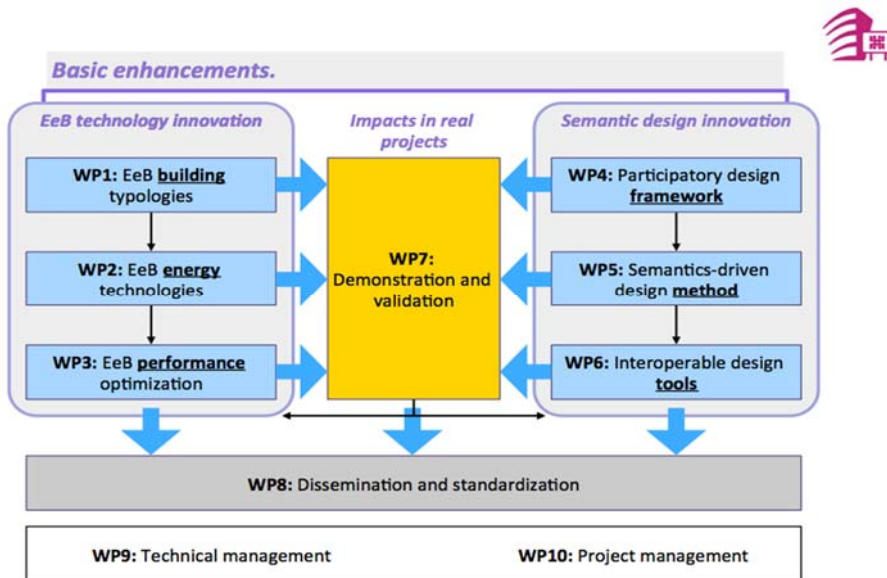 Basic enhancements.
EeB technology innovation
WP1: EeB building
typologies
WP2: EeB energy
technologies
WP3: EeB performance
optimization
Impacts in real
projects
WP7:
Demonstration and
validation
Semantic design innovation
WP4: Participatory design
framework
WP5: Semantics-driven
design method
WP6: Interoperable design
tools
WP8: Dissemination and standardization
WP9: Technical management
WP10: Project management